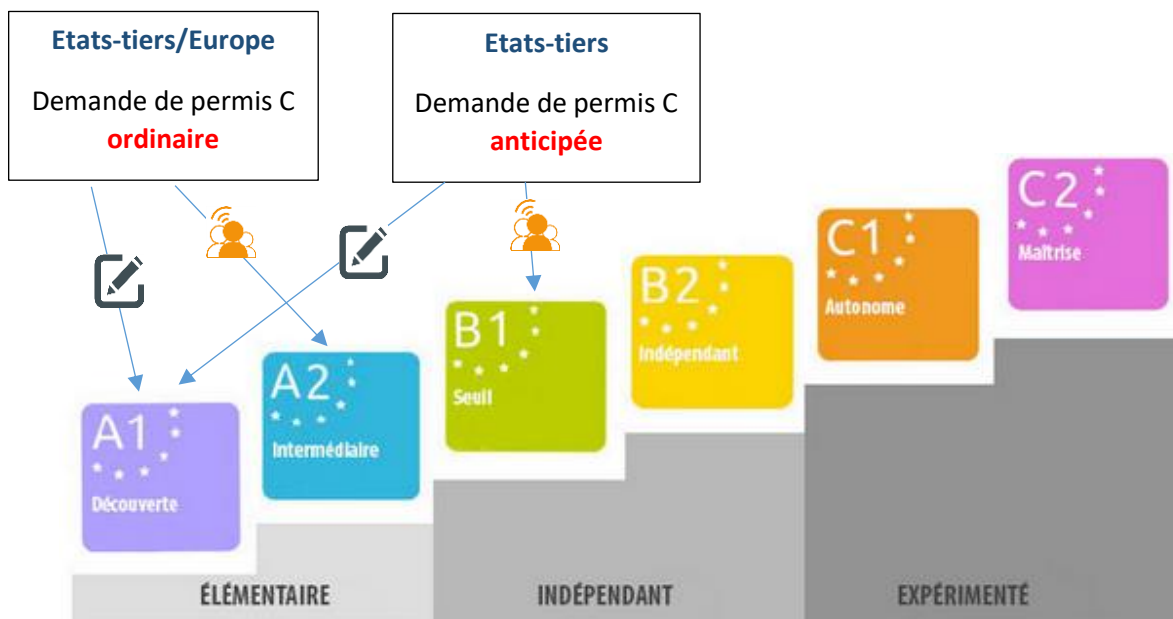 Etats-tiers/Europe
Demande de permis C
ordinaire
Etats-tiers
Demande de permis C
anticipée
A1
Découverte
A2
Intermédiaire
B1
Seuil
B2
Indépendant
C1
Autonome
C2
Maîtrise
ÉLÉMENTAIRE
INDÉPENDANT
EXPÉRIMENTÉ